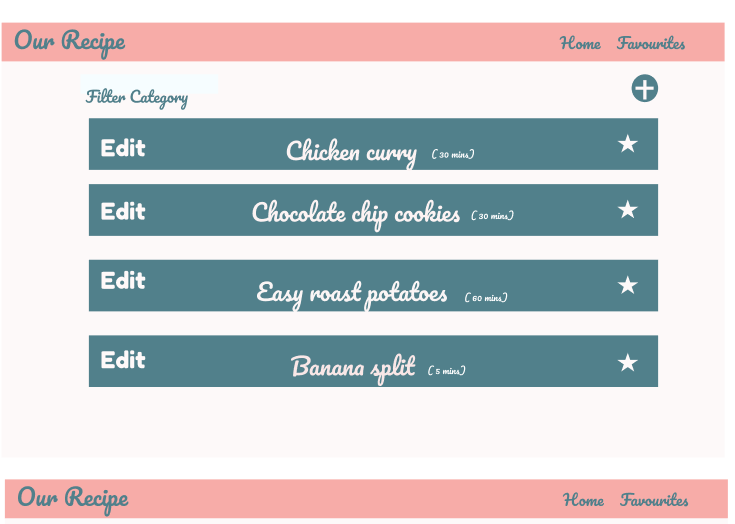 Our Recipe Home Favourites
Filter Category
Edit Chicken curry ( 30 mins)
Edit Chocolate chip cookies ( 30 mins)
Edit Easy roast potatoes ( 60 mins)
Edit Banana split ( 5 mins)
Our Recipe Home Favourites